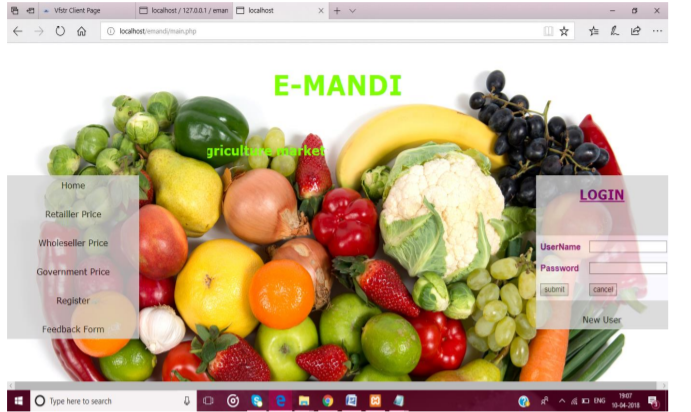 Vfstr Client Page
localhost / 127.0.0.1 / eman
localhost
localhost/emandi/main.php
E-MANDI
griculture market
Home
Retailler Price
Wholeseller Price
Government Price
Register
Feedback Form
LOGIN
UserName
Password
submit
cancel
New User
Type here to search
ENG
19:07
10-04-2018